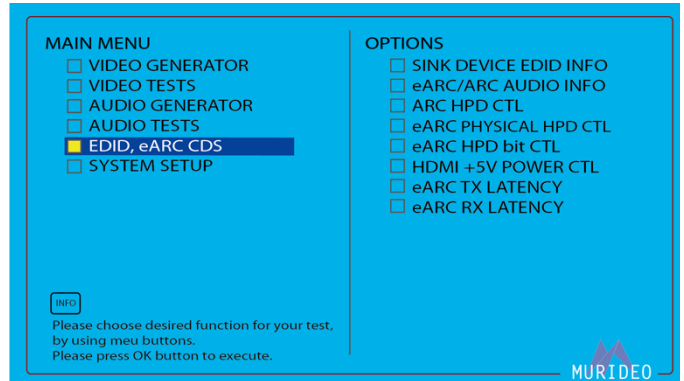 MAIN MENU
VIDEO GENERATOR
VIDEO TESTS
AUDIO GENERATOR
AUDIO TESTS
EDID, eARC CDS
SYSTEM SETUP
INFO
Please choose desired function for your test,
by using meu buttons.
Please press OK button to execute.
OPTIONS
SINK DEVICE EDID INFO
eARC/ARC AUDIO INFO
ARC HPD CTL
eARC PHYSICAL HPD CTL
eARC HPD bit CTL
HDMI +5V POWER CTL
eARC TX LATENCY
eARC RX LATENCY
MURIDEO